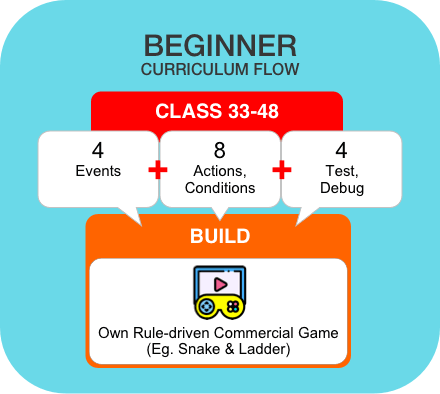 BEGINNER
CURRICULUM FLOW
CLASS 33-48
4
Events
+
8
Actions,
Conditions
+
4
Test,
Debug
BUILD
Own Rule-driven Commercial Game
(Eg. Snake & Ladder)